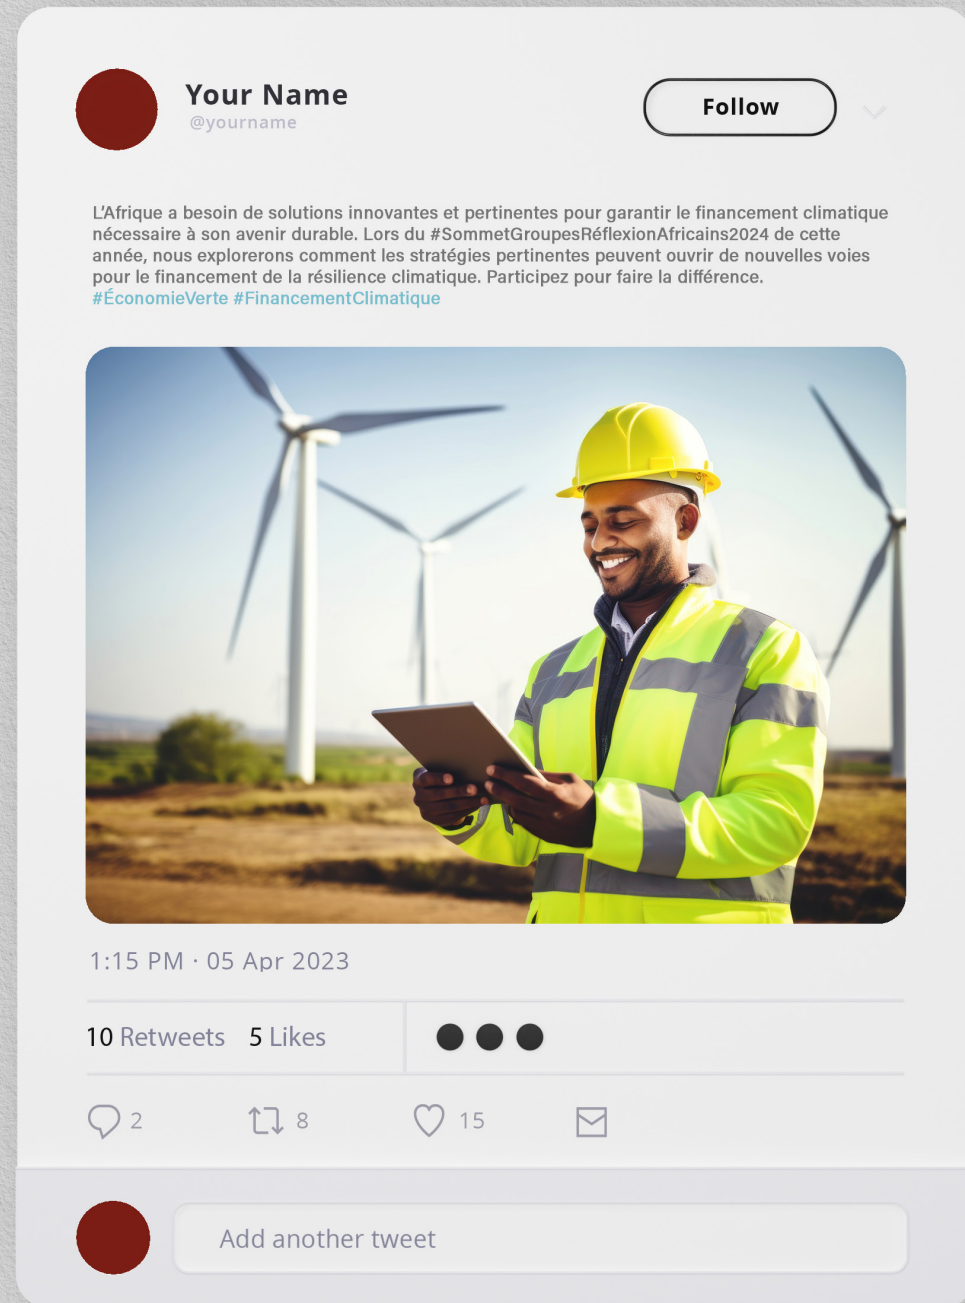 Your Name
@yourname
Follow
L'Afrique a besoin de solutions innovantes et pertinentes pour garantir le financement climatique
nécessaire à son avenir durable. Lors du #SommetGroupesRéflexionAfricains2024 de cette
année, nous explorerons comment les stratégies pertinentes peuvent ouvrir de nouvelles voies
pour le financement de la résilience climatique. Participez pour faire la différence.
#ÉconomieVerte #FinancementClimatique
1:15 PM · 05 Apr 2023
10 Retweets 5 Likes
2 8 15
Add another tweet